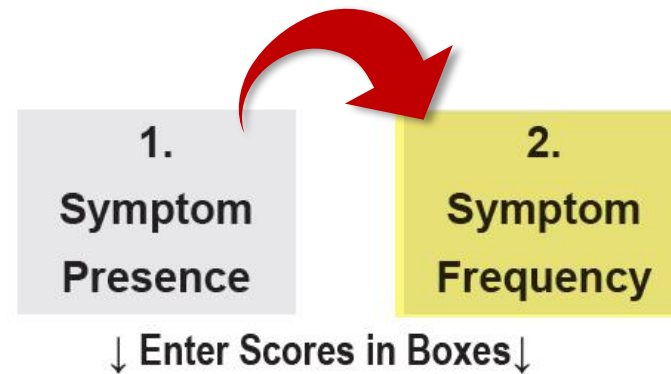 1.
Symptom
Presence
2.
Symptom
Frequency
↓ Enter Scores in Boxes↓